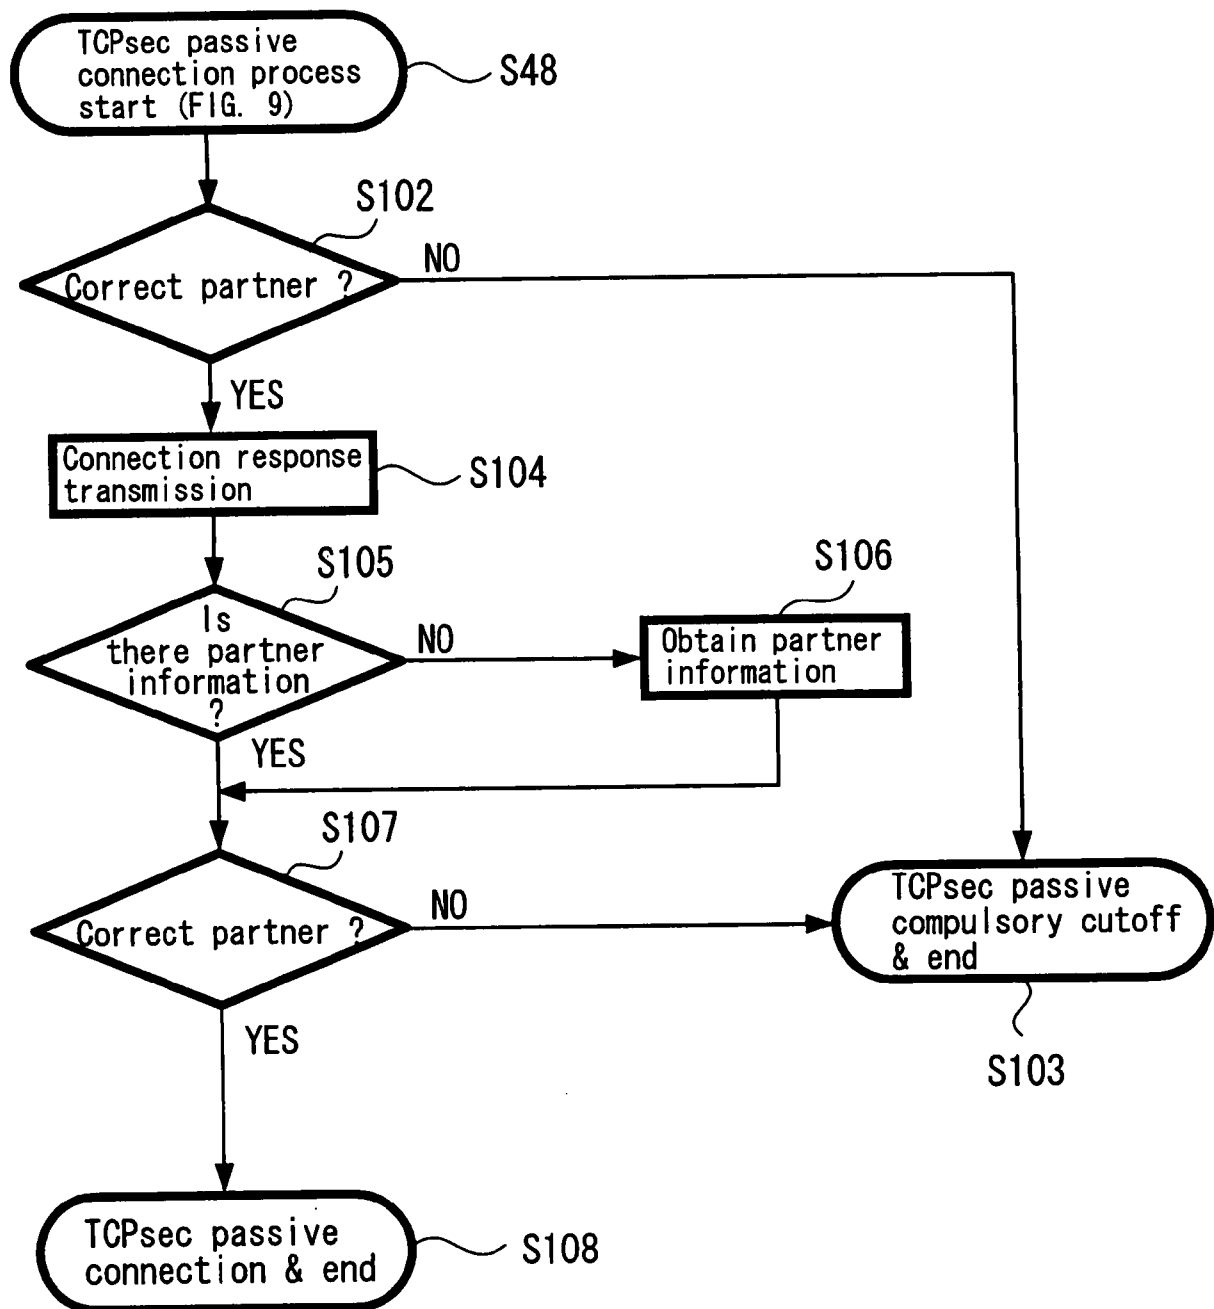 TCPsec passive
connection process
start (FIG. 9)
S48
S102
Correct partner ?
NO
YES
Connection response
transmission
S104
S105
Is
there partner
information
?
NO
S106
Obtain partner
information
YES
S107
Correct partner ?
NO
TCPsec passive
compulsory cutoff
& end
S103
YES
TCPsec passive
connection & end
S108